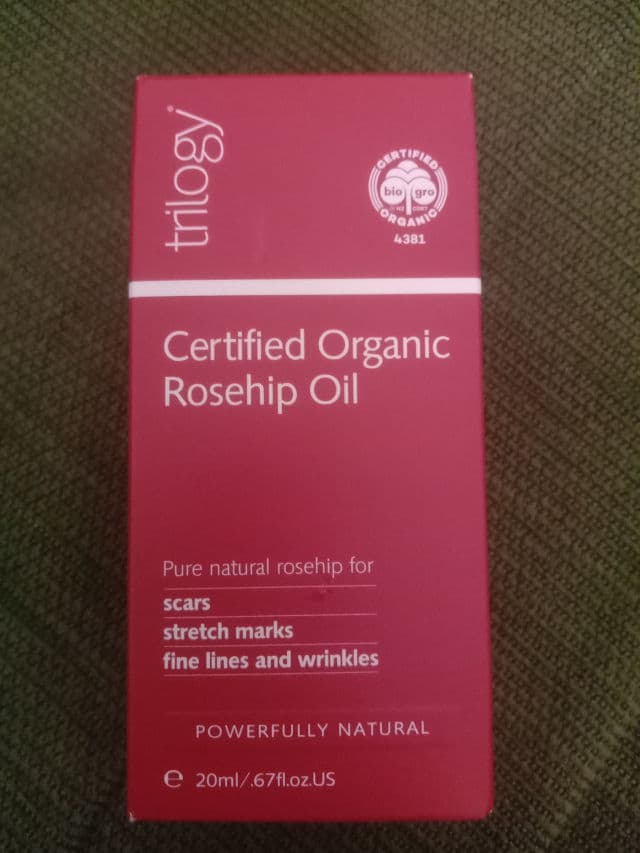 trilogy
CERTIFIED
bio gro
ORGANIC
4381
Certified Organic
Rosehip Oil
Pure natural rosehip for
scars
stretch marks
fine lines and wrinkles
POWERFULLY NATURAL
℮ 20ml/.67fl.oz.US